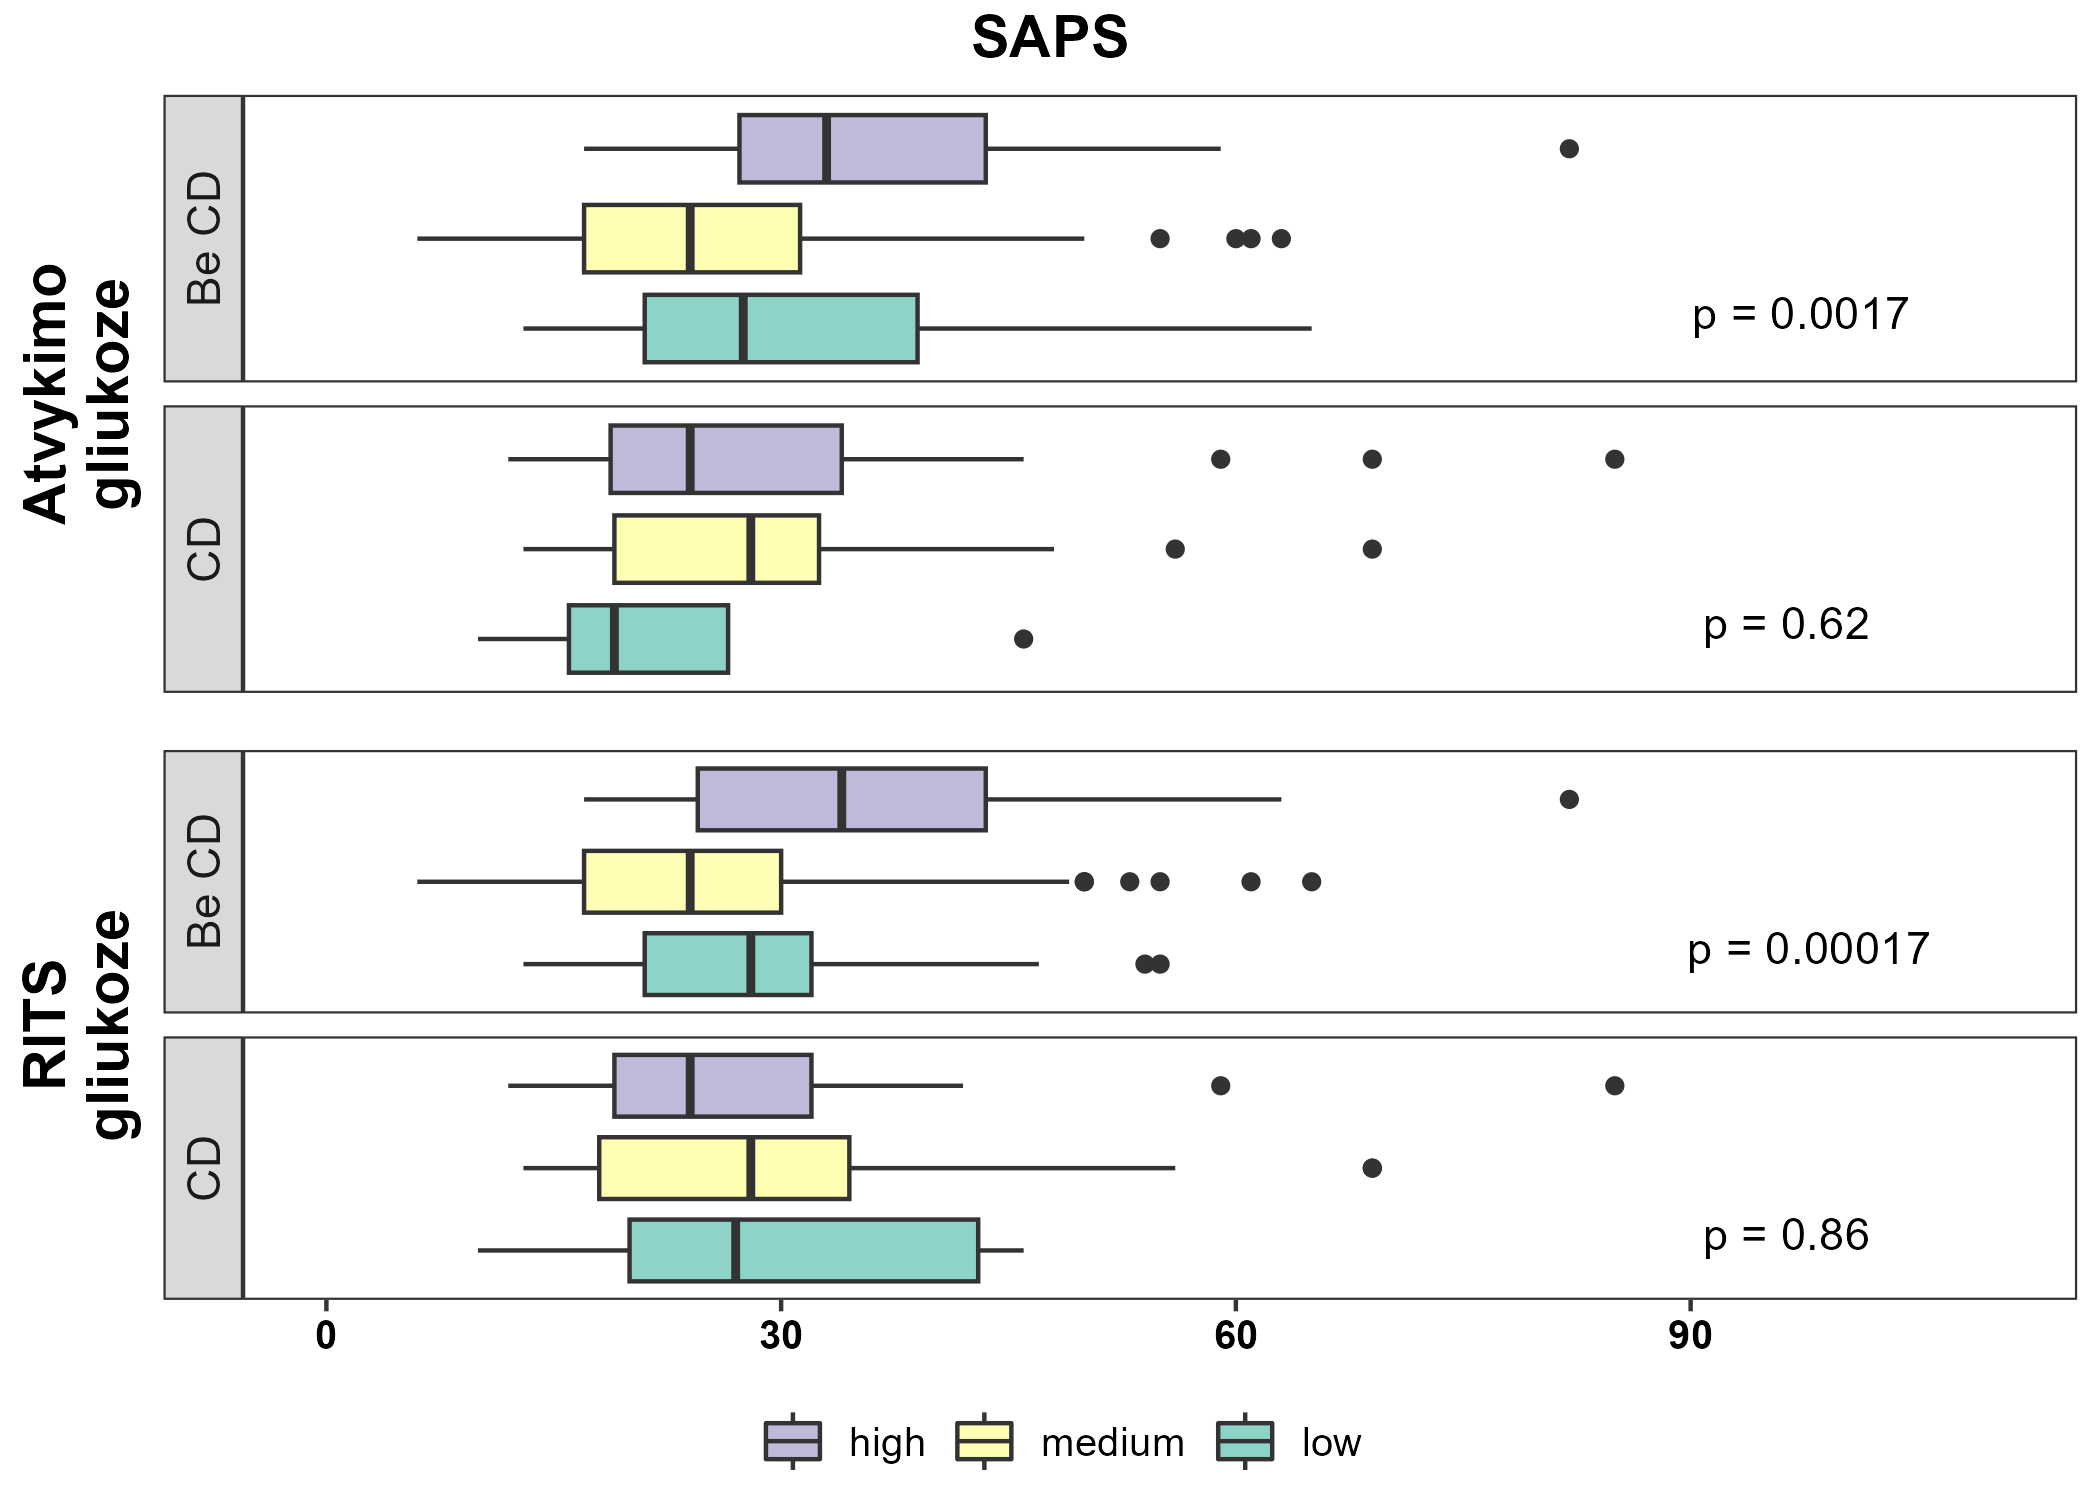 SAPS
Atvykimo
gliukoze
Be CD
p = 0.0017
CD
p = 0.62
RITS
gliukoze
Be CD
p = 0.00017
CD
p = 0.86
0 30 60 90
high medium low